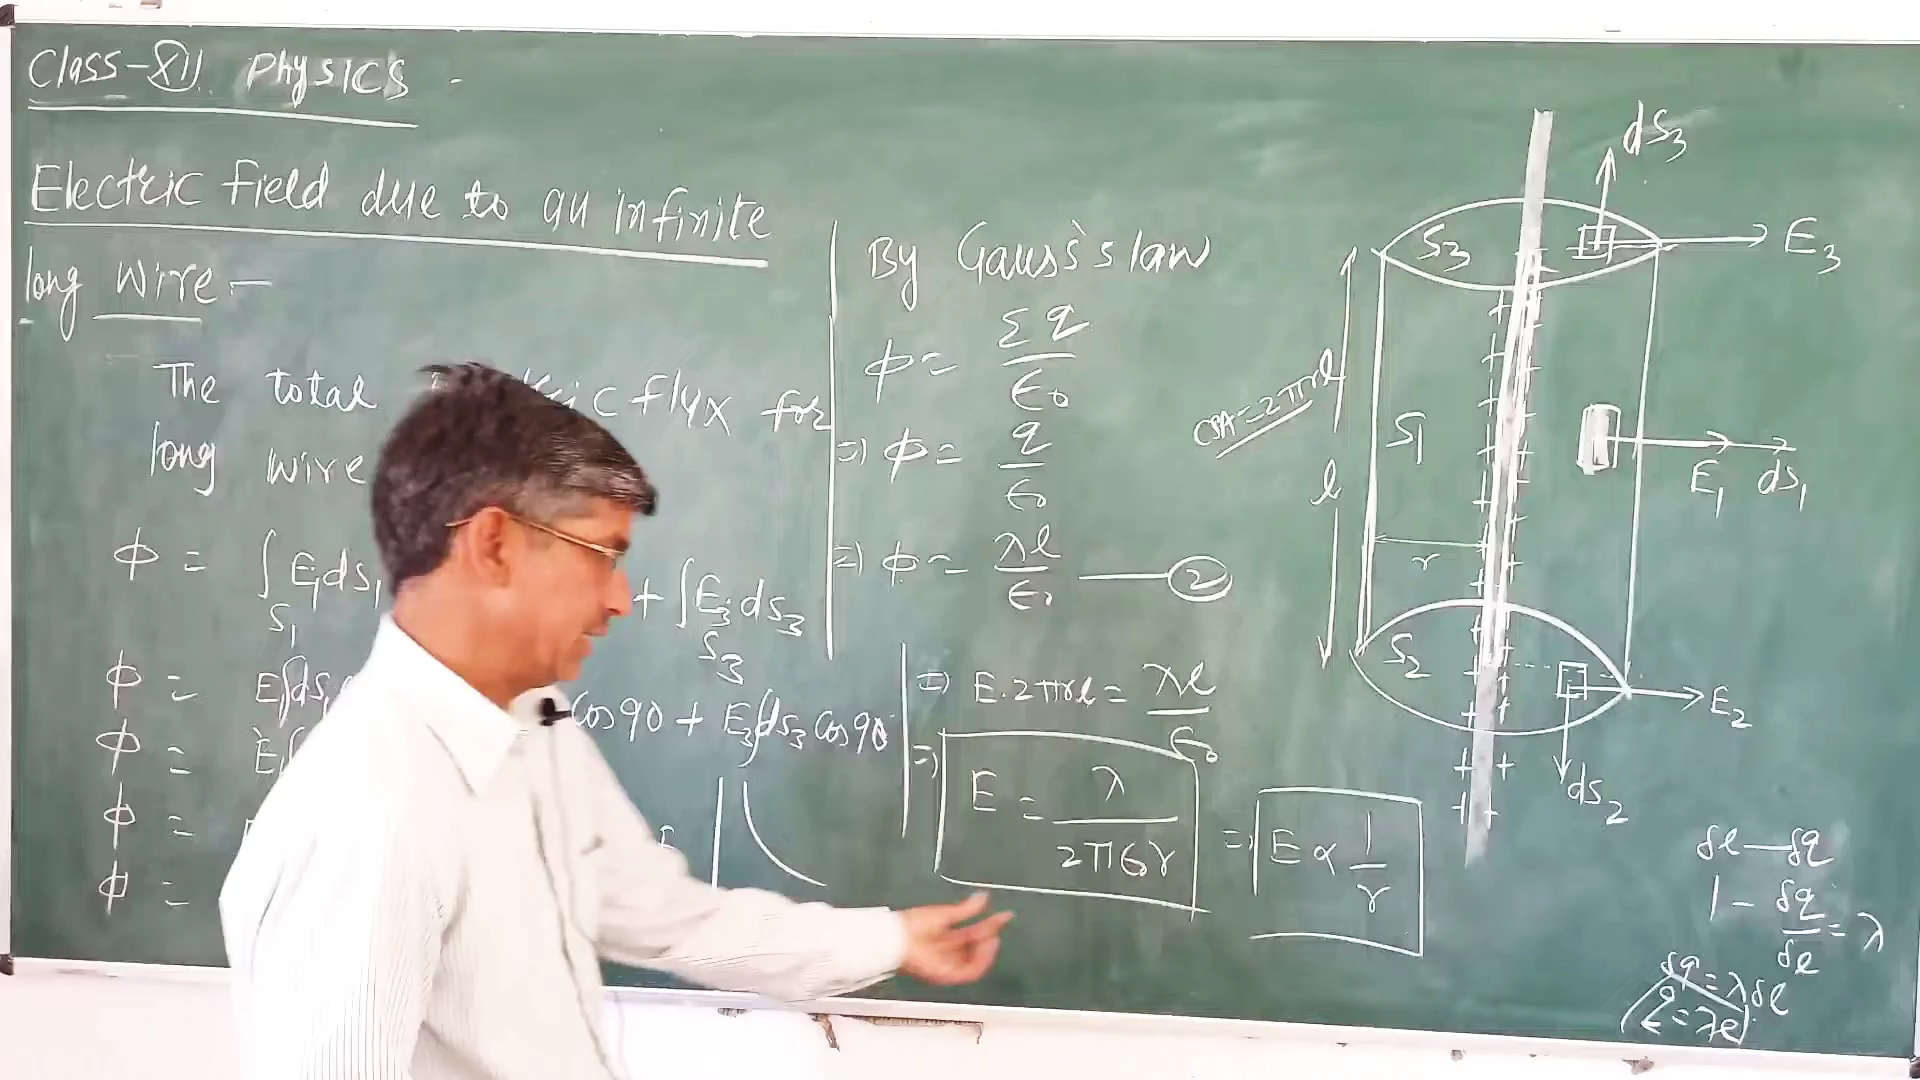 Class-XII Physics
Electric field due to an infinite
long wire -
The total flux for
long wire
φ = ∫ E₁ds₁ + ∫E₃ds₃
S₁ S₃
φ = E₁∫ds₁ cos90 + E₃∫ds₃ cos90
φ = E₁∫
φ =
φ =
By Gauss's law
φ = Σq/ϵ₀
=) φ = q/ϵ₀
=) φ = λl/ϵ₀ — ②
=) E.2πrl = λl/ϵ₀
=) E = λ/2πϵ₀r
=) E ∝ 1/r
dS₃
S₃
E₃
CSA = 2πrl
l
S₁
E₁ ds₁
r
S₂
E₂
ds₂
δl — δq
1 - δq/δl = λ
δq = λδl
= λl